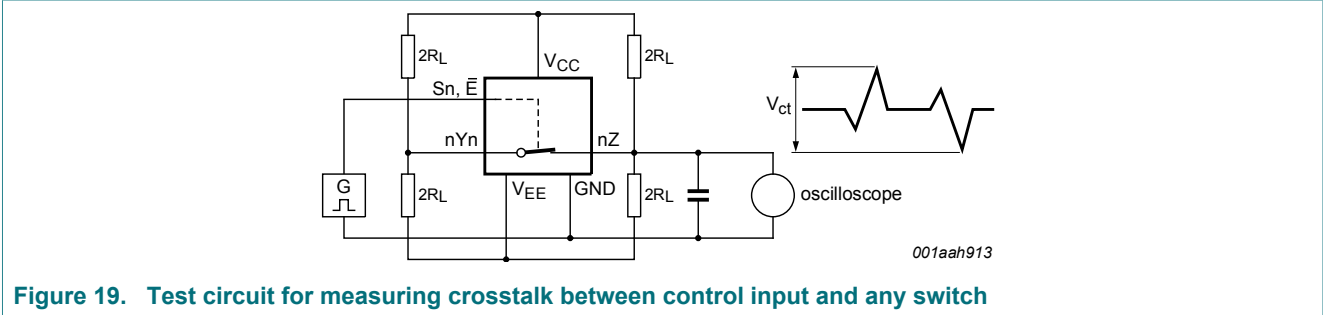 2RL
VCC
2RL
Sn, E̅
Vct
nYn
nZ
G
2RL
VEE
GND
2RL
oscilloscope
001aah913
Figure 19. Test circuit for measuring crosstalk between control input and any switch